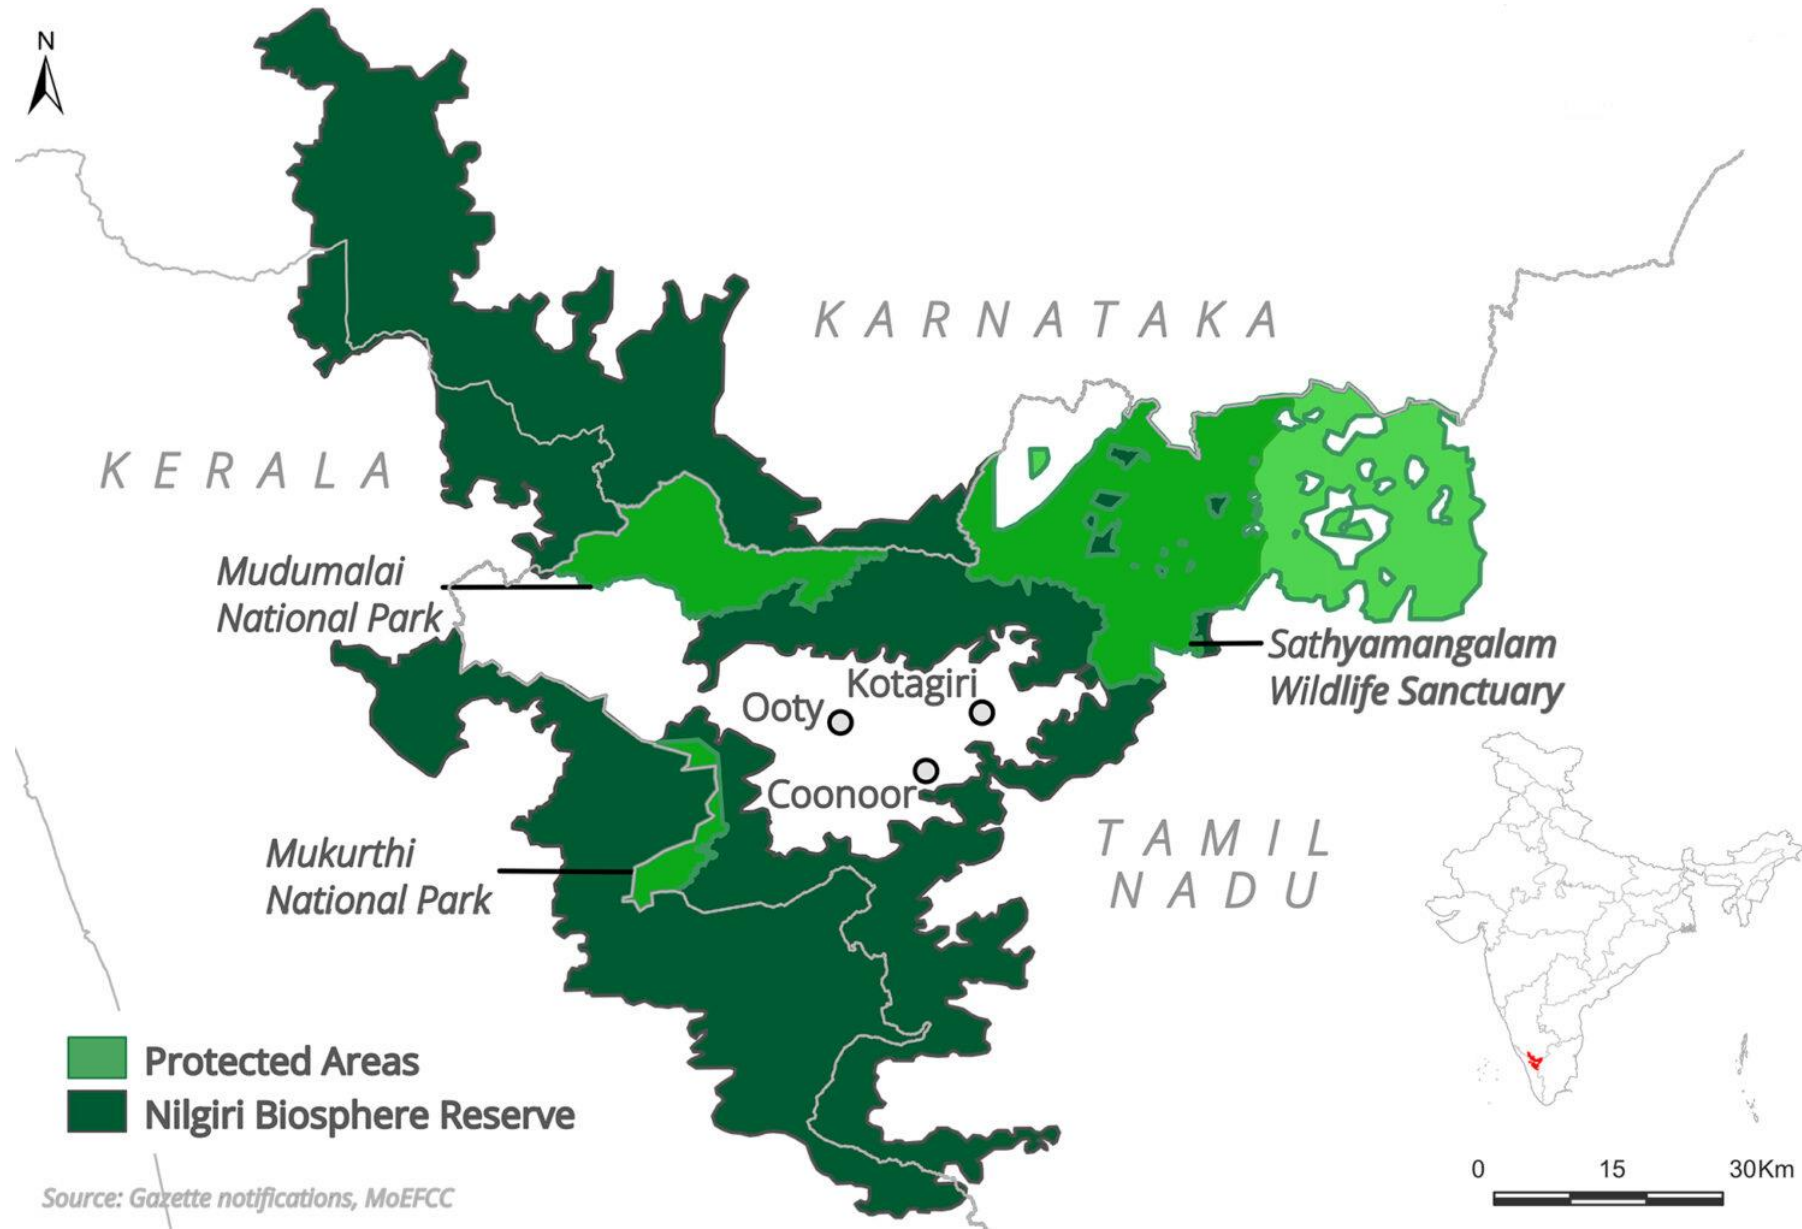 N
KARNATAKA
KERALA
Mudumalai
National Park
Sathyamangalam
Wildlife Sanctuary
Kotagiri
Ooty
Coonoor
TAMIL
NADU
Mukurthi
National Park
Protected Areas
Nilgiri Biosphere Reserve
0 15 30Km
Source: Gazette notifications, MoEFCC